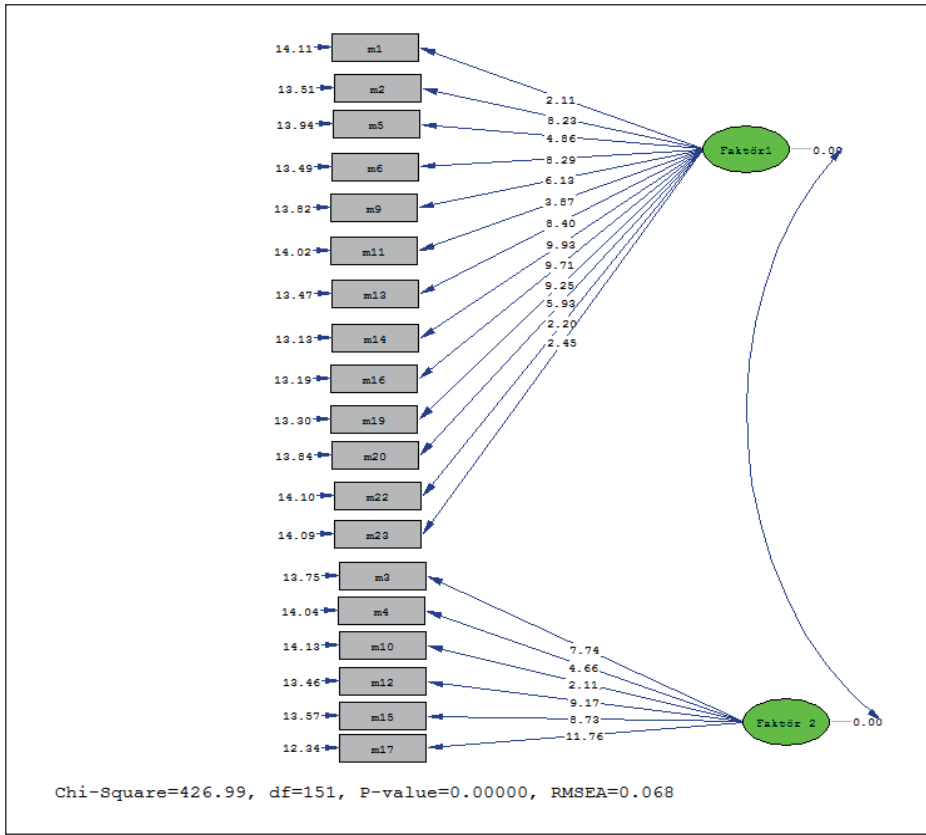 14.11 m1
13.51 m2
13.94 m5
13.49 m6
13.82 m9
14.02 m11
13.47 m13
13.13 m14
13.19 m16
13.30 m19
13.84 m20
14.10 m22
14.09 m23
2.11
8.23
4.86
8.29
6.13
3.87
8.40
9.93
9.71
9.25
5.93
2.20
2.45
Faktör1 0.00
13.75 m3
14.04 m4
14.13 m10
13.46 m12
13.57 m15
12.34 m17
7.74
4.66
2.11
9.17
8.73
11.76
Faktör 2 0.00
Chi-Square=426.99, df=151, P-value=0.00000, RMSEA=0.068